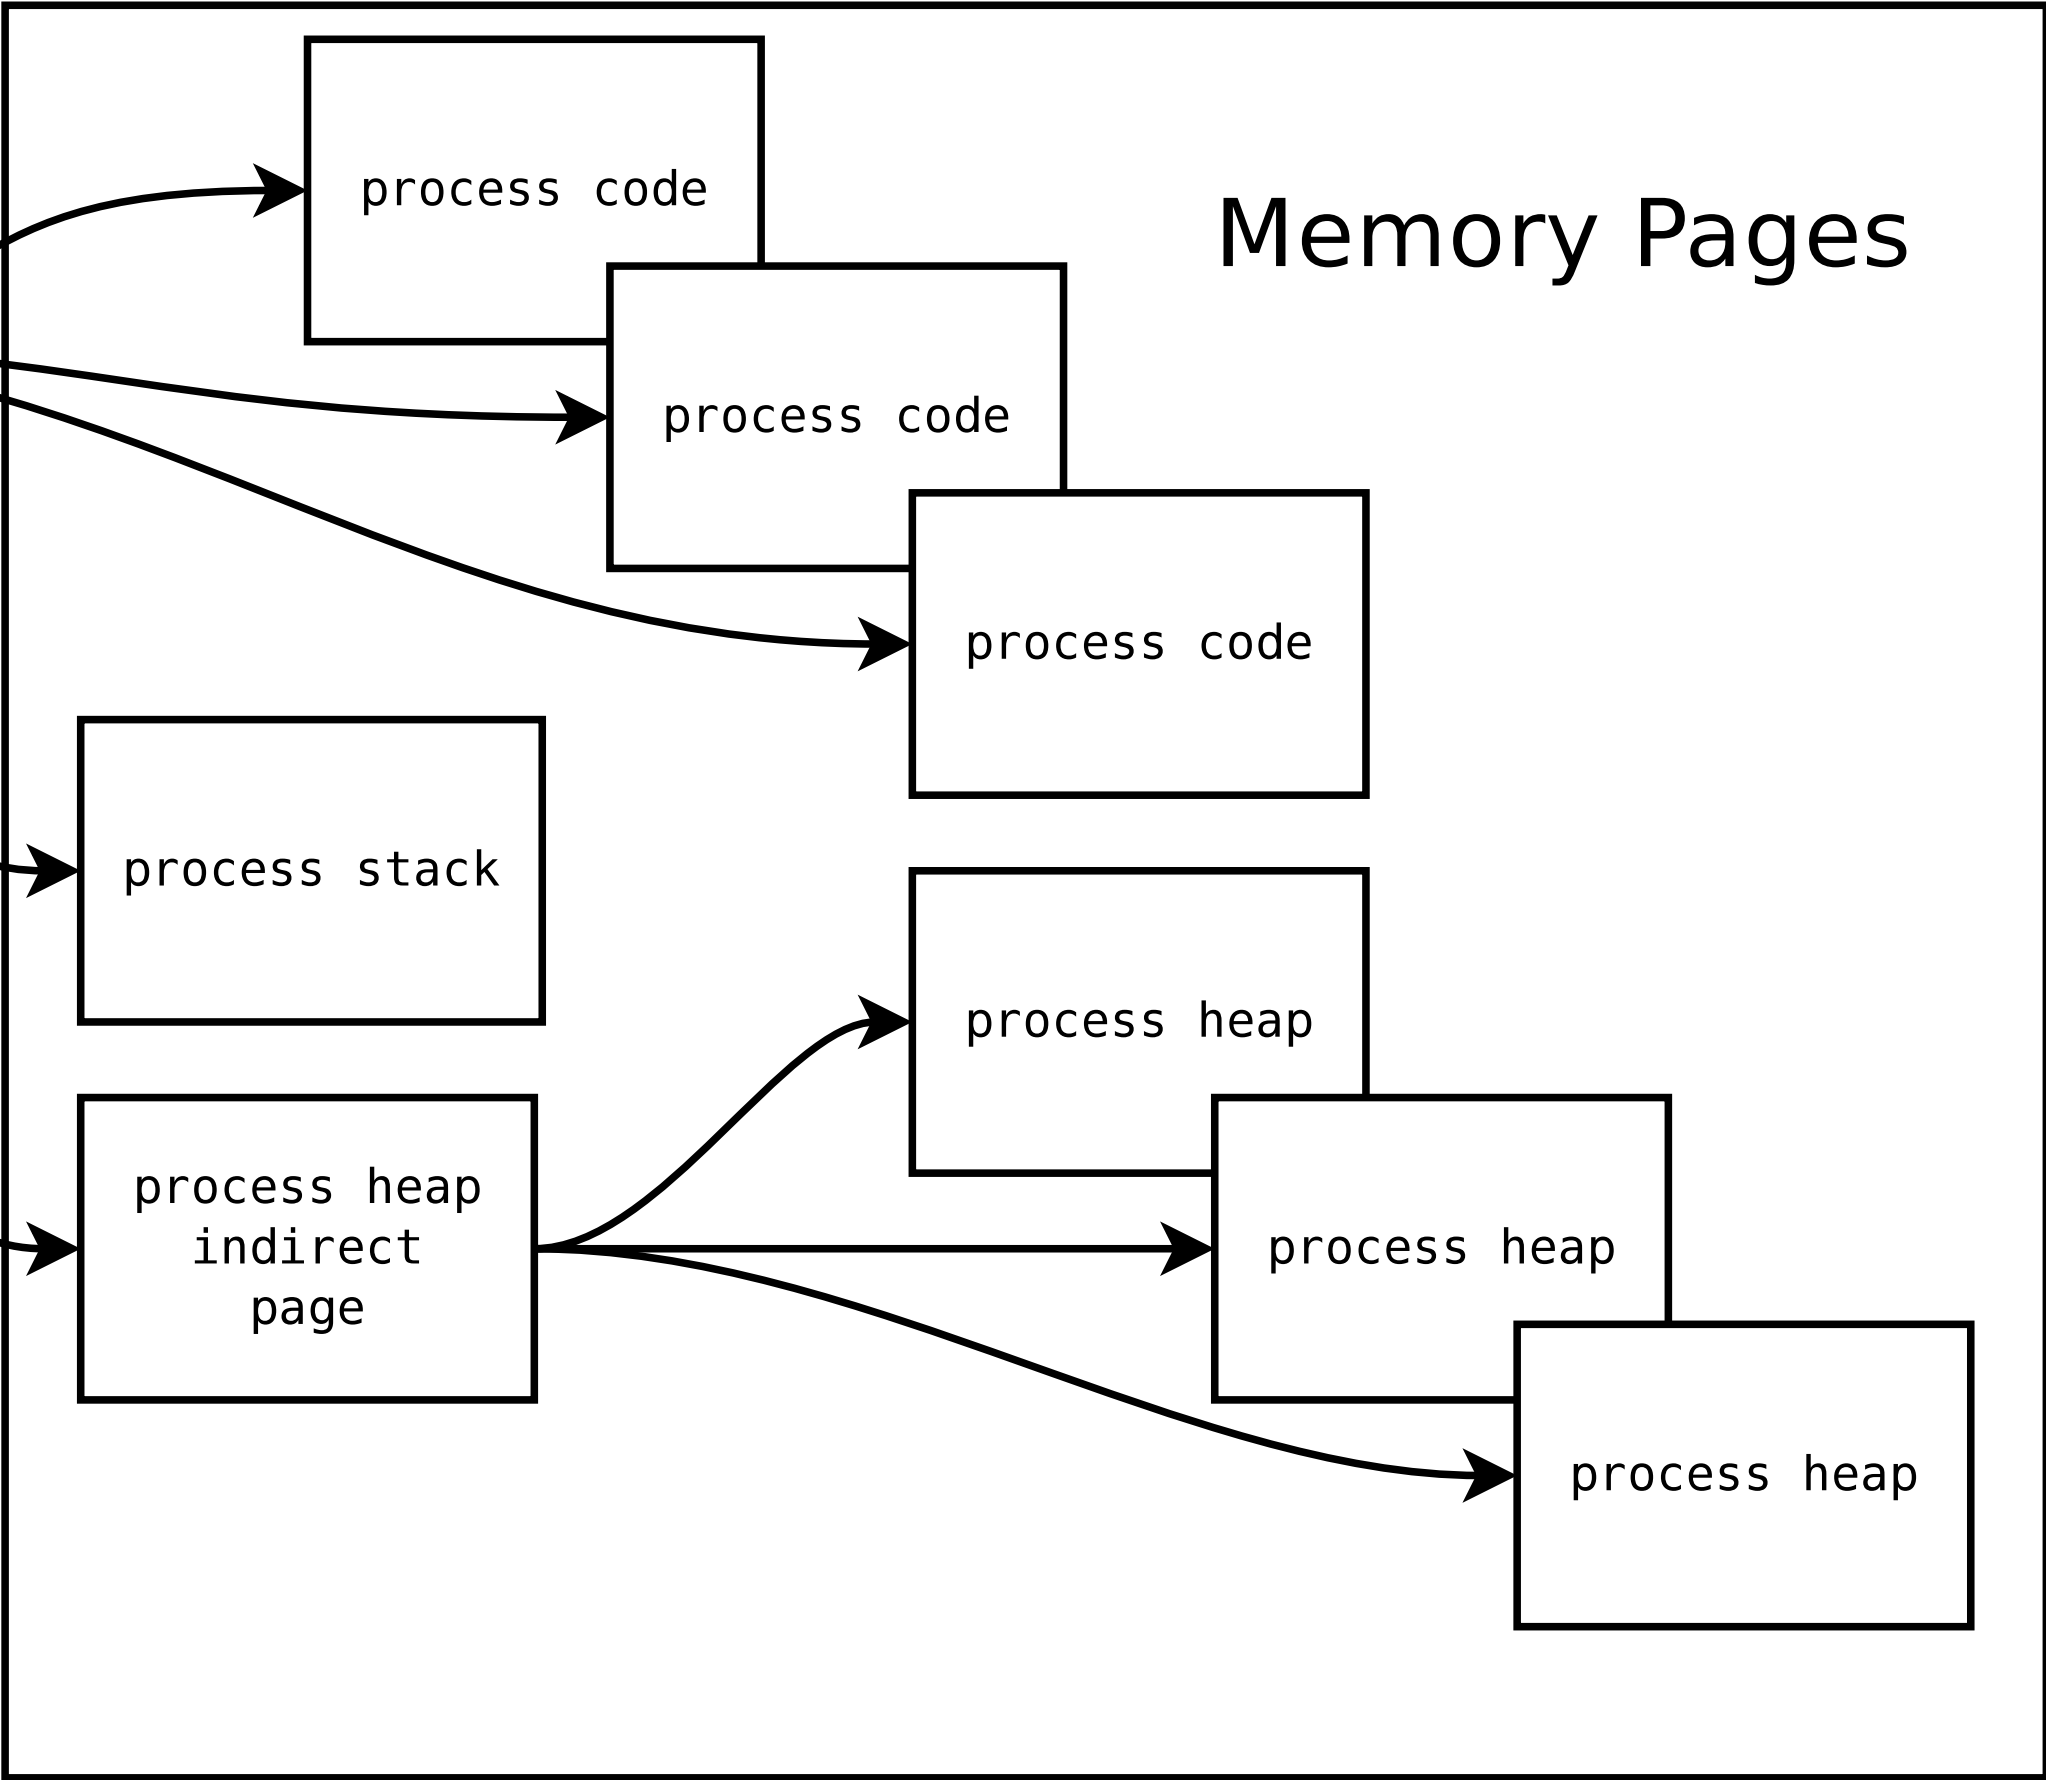 process code
Memory Pages
process code
process code
process stack
process heap
process heap
indirect
page
process heap
process heap